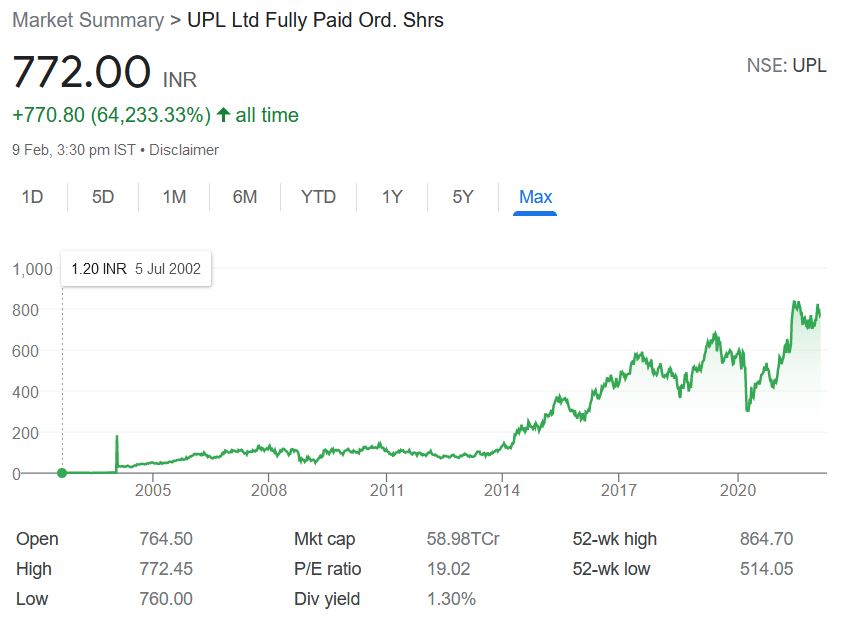 Market Summary > UPL Ltd Fully Paid Ord. Shrs
772.00 INR
NSE: UPL
+770.80 (64,233.33%) ↑ all time
9 Feb, 3:30 pm IST • Disclaimer
1D 5D 1M 6M YTD 1Y 5Y Max
1.20 INR 5 Jul 2002
1,000
800
600
400
200
0
2005 2008 2011 2014 2017 2020
Open 764.50 Mkt cap 58.98TCr 52-wk high 864.70
High 772.45 P/E ratio 19.02 52-wk low 514.05
Low 760.00 Div yield 1.30%